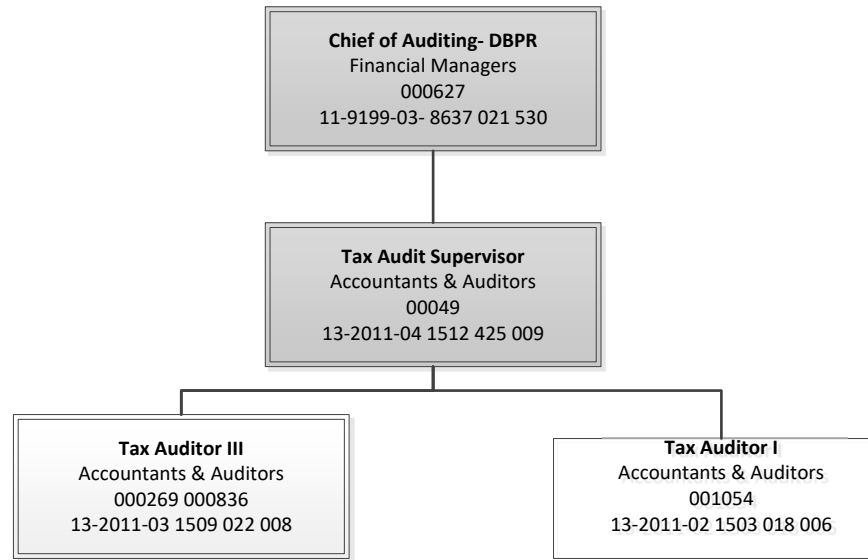 Chief of Auditing- DBPR
Financial Managers
000627
11-9199-03- 8637 021 530
Tax Audit Supervisor
Accountants & Auditors
00049
13-2011-04 1512 425 009
Tax Auditor III
Accountants & Auditors
000269 000836
13-2011-03 1509 022 008
Tax Auditor I
Accountants & Auditors
001054
13-2011-02 1503 018 006